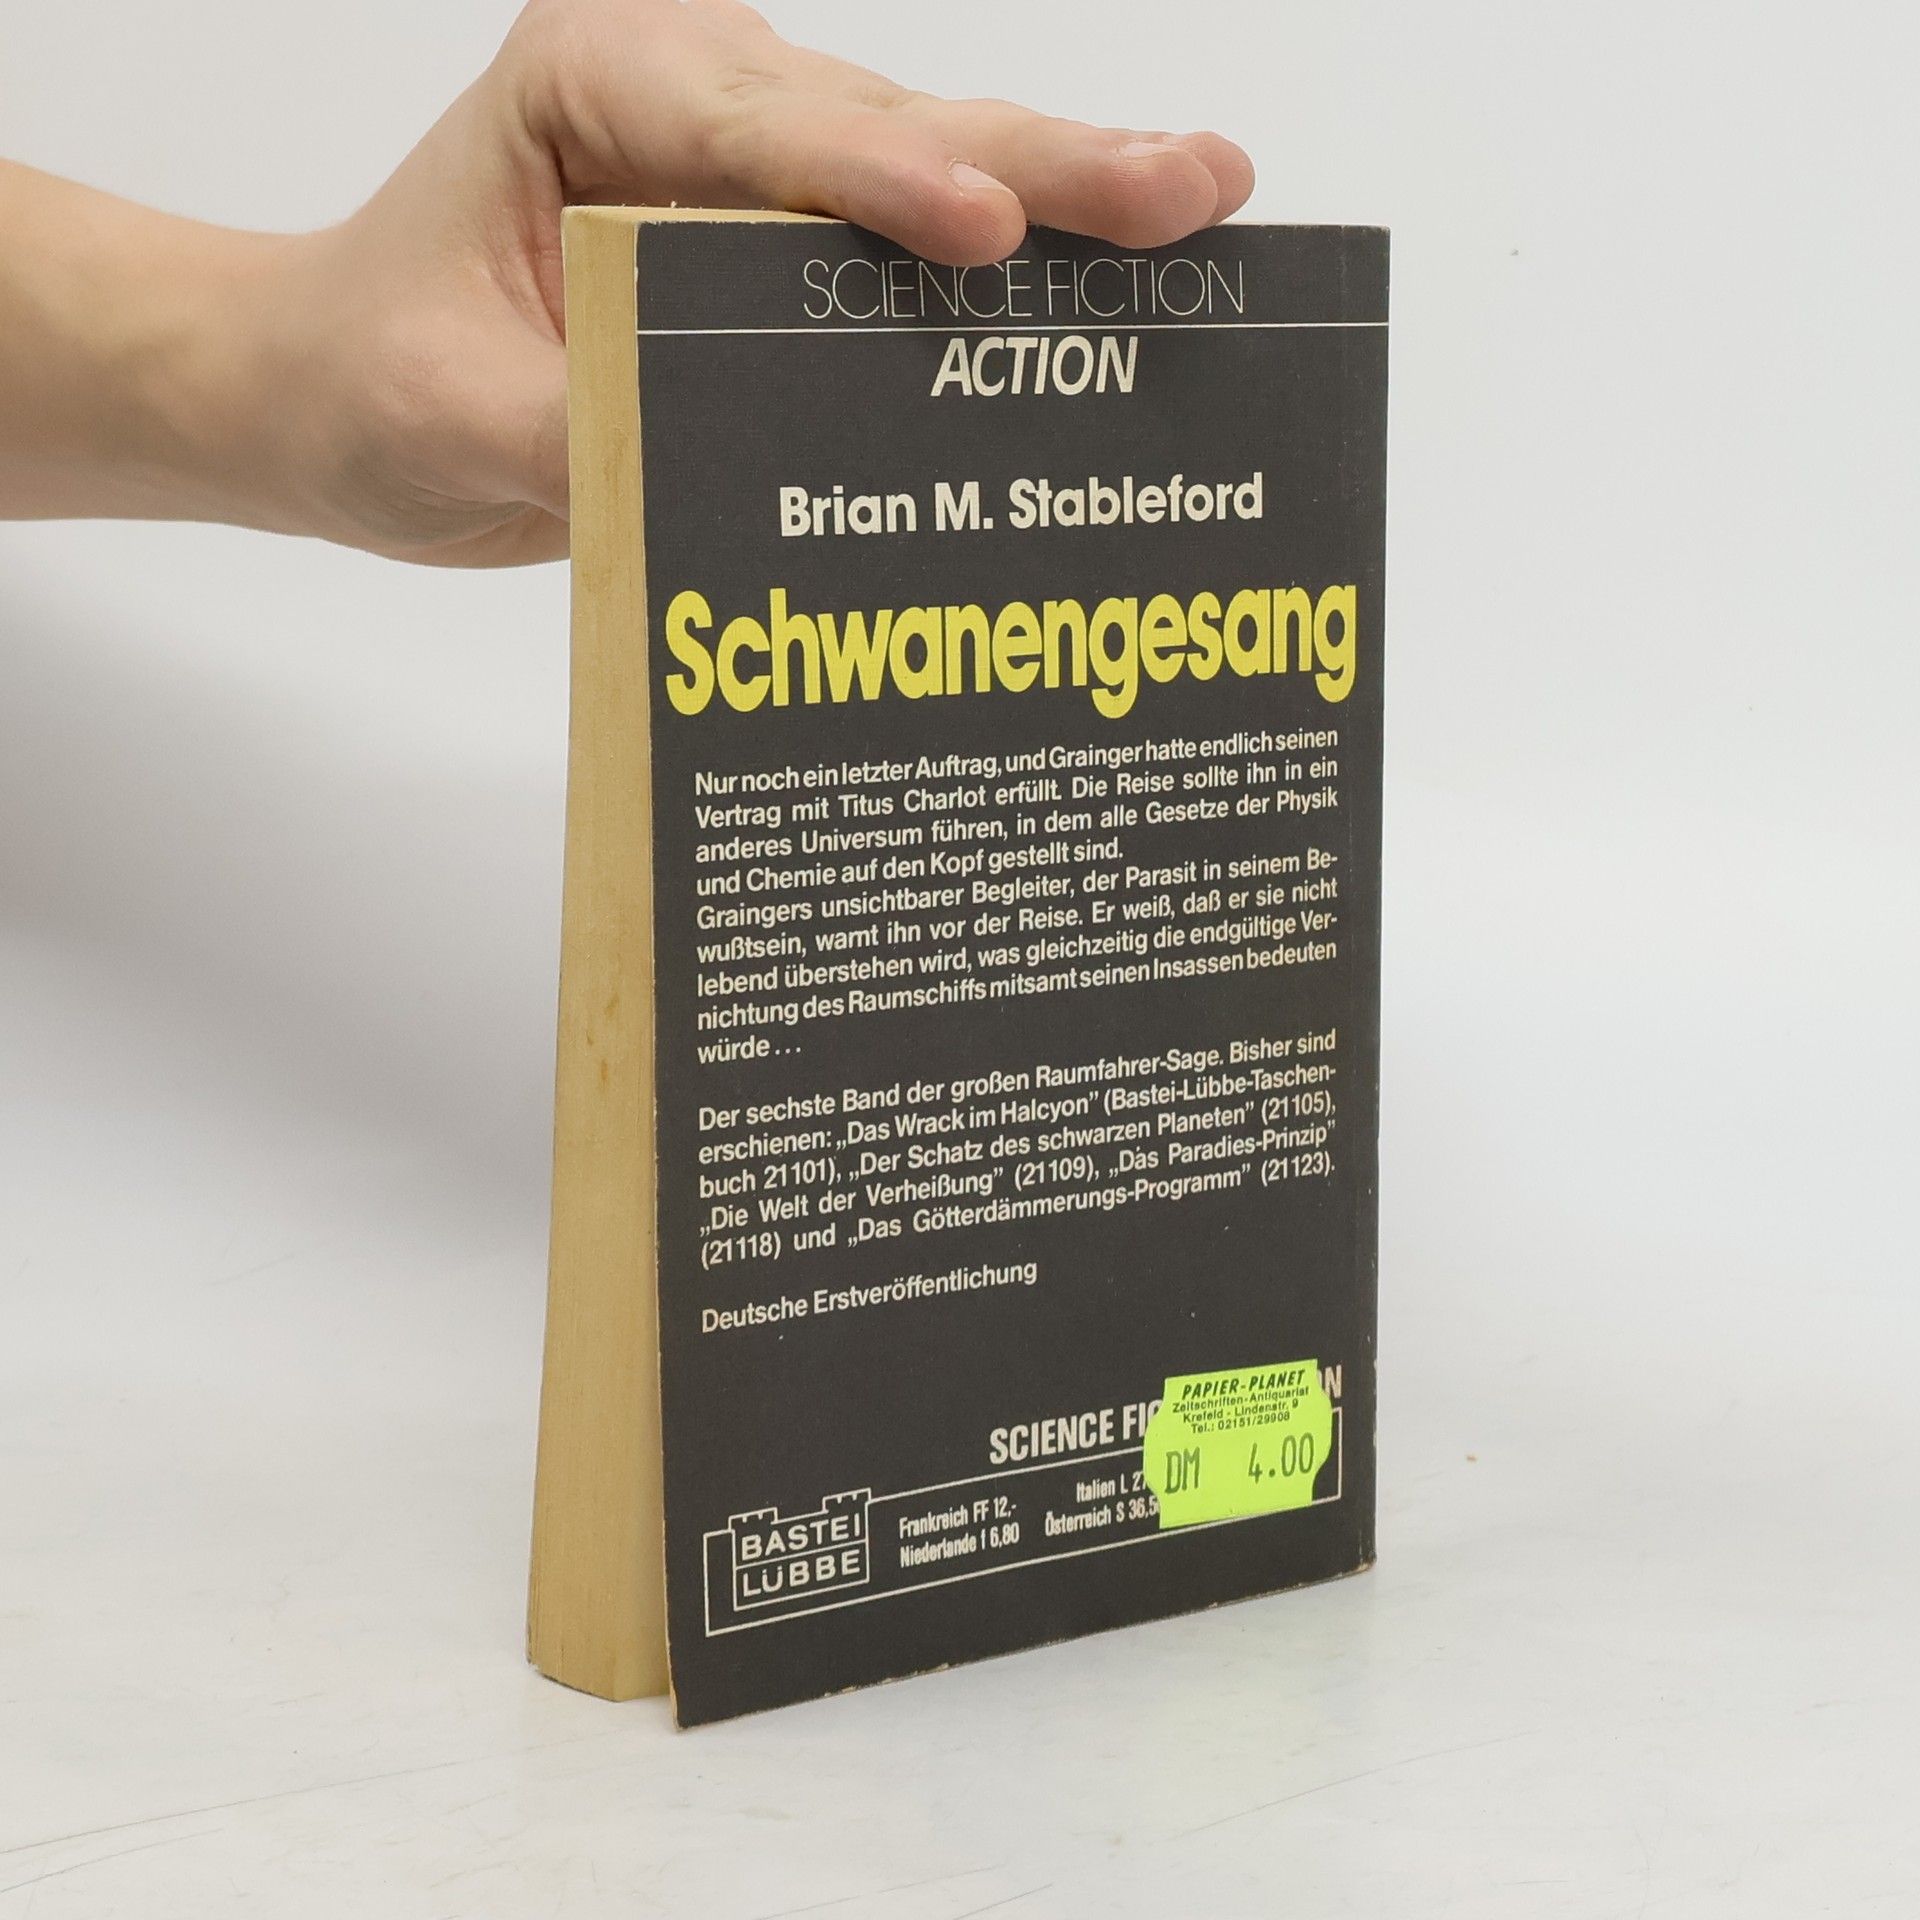 SCIENCE FICTION
ACTION
Brian M. Stableford
Schwanengesang
Nur noch ein letzter Auftrag, und Grainger hatte endlich seinen
Vertrag mit Titus Charlot erfüllt. Die Reise sollte ihn in ein
anderes Universum führen, in dem alle Gesetze der Physik
und Chemie auf den Kopf gestellt sind.
Graingers unsichtbarer Begleiter, der Parasit in seinem Be-
wußtsein, warnt ihn vor der Reise. Er weiß, daß er sie nicht
lebend überstehen wird, was gleichzeitig die endgültige Ver-
nichtung des Raumschiffs mitsamt seinen Insassen bedeuten
würde ...
Der sechste Band der großen Raumfahrer-Sage. Bisher sind
erschienen: „Das Wrack im Halcyon” (Bastei-Lübbe-Taschen-
buch 21101), „Der Schatz des schwarzen Planeten” (21105),
„Die Welt der Verheißung” (21109), „Das Paradies-Prinzip”
(21118) und „Das Götterdämmerungs-Programm” (21123).
Deutsche Erstveröffentlichung
SCIENCE FIC N
PAPIER-PLANET
Zeitschriften-Antiquariat
Krefeld - Lindenstr. 9
Tel.: 02151/29908
DM 4.00
BASTEI
LÜBBE
Frankreich FF 12,-
Niederlande f 6,80
Italien L 27
Österreich S 36,5